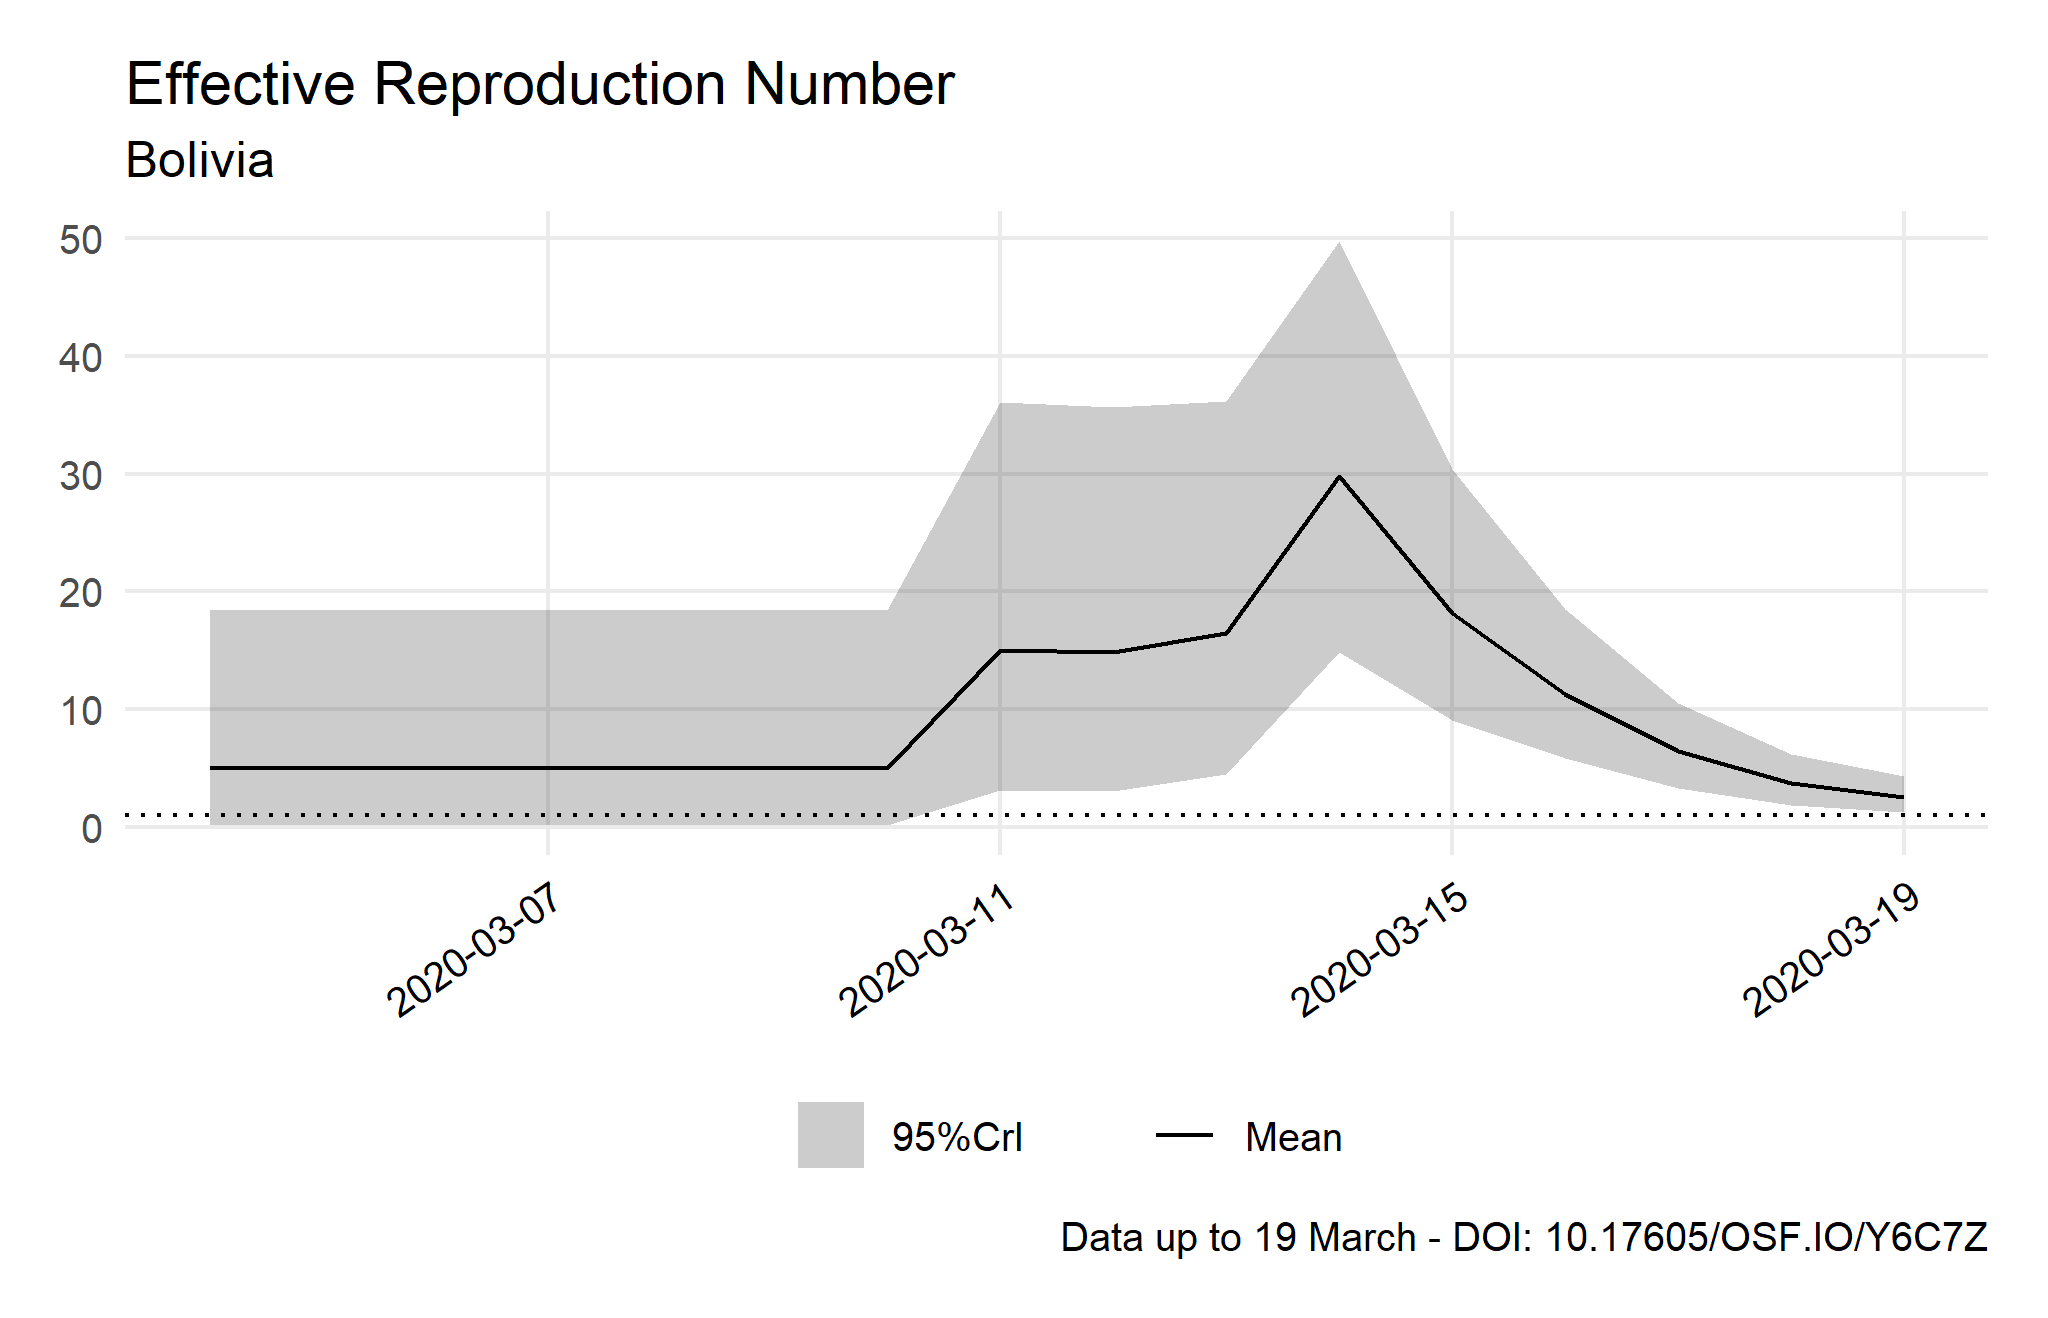 Effective Reproduction Number
Bolivia
50
40
30
20
10
0
2020-03-07
2020-03-11
2020-03-15
2020-03-19
95%CrI
Mean
Data up to 19 March - DOI: 10.17605/OSF.IO/Y6C7Z